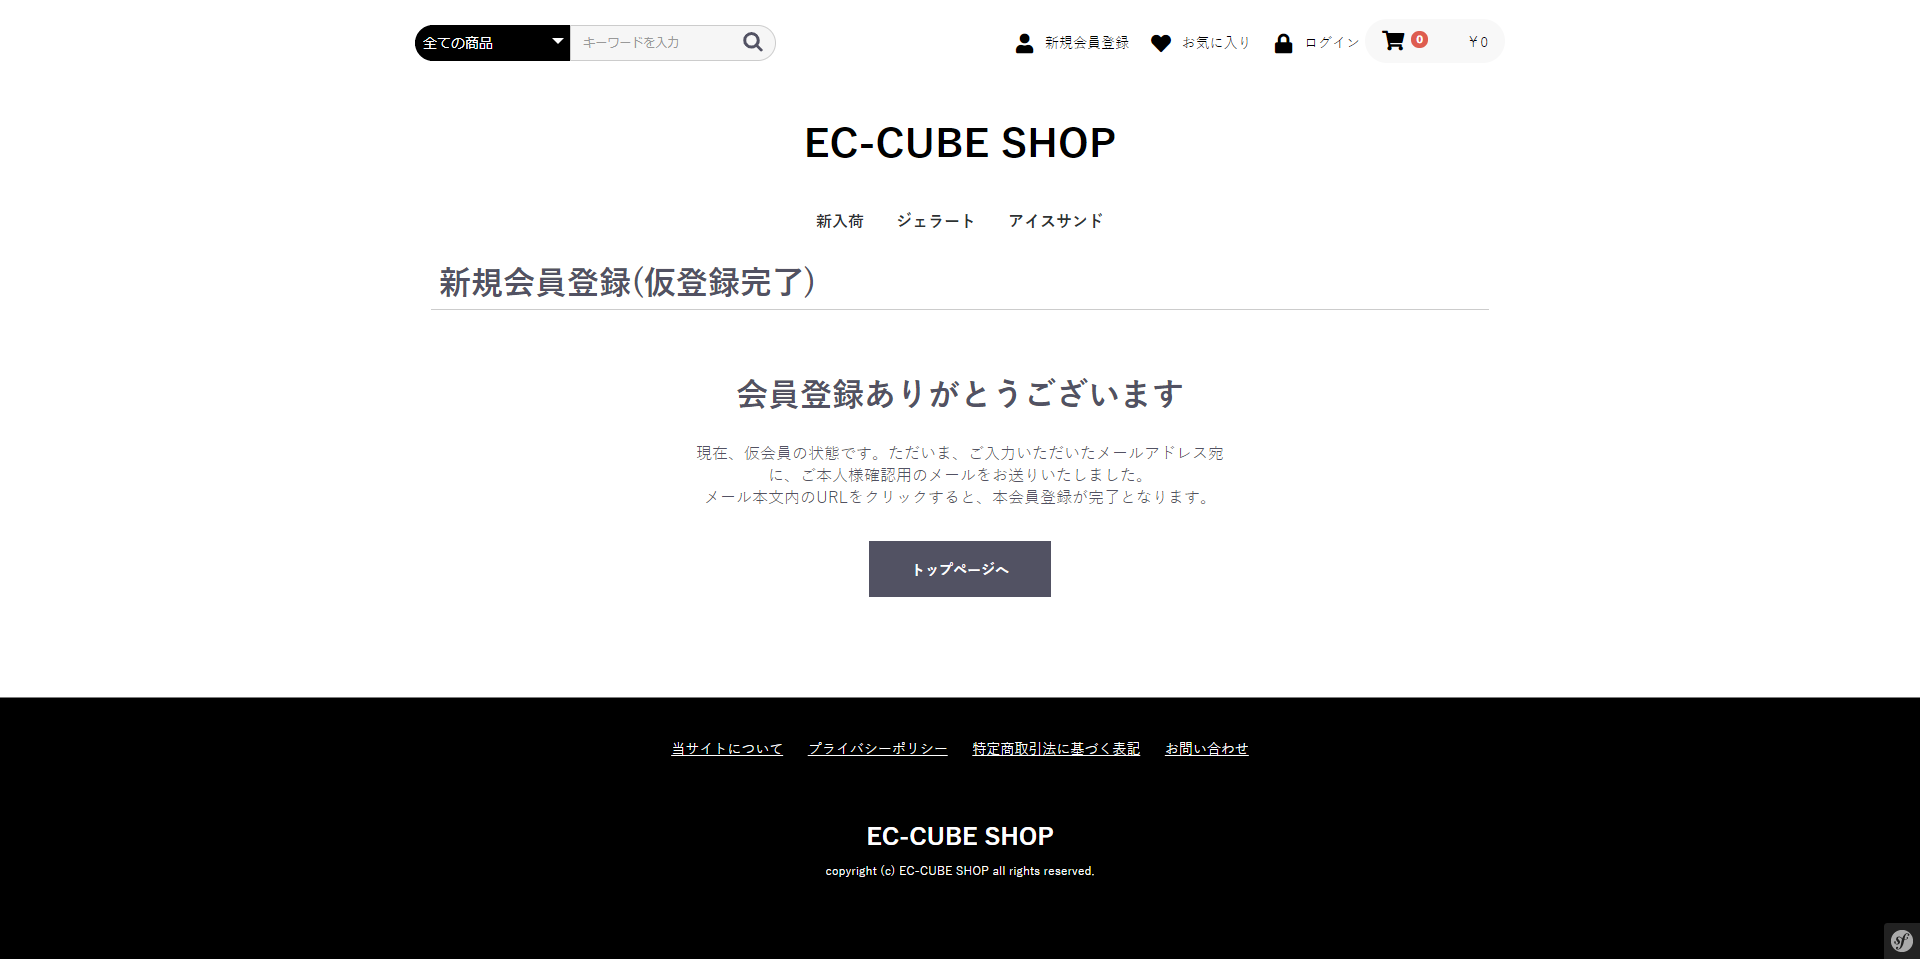 全ての商品 キーワードを入力 新規会員登録 お気に入り ログイン 0 ¥0
EC-CUBE SHOP
新入荷 ジェラート アイスサンド
新規会員登録(仮登録完了)
会員登録ありがとうございます
現在、仮会員の状態です。ただいま、ご入力いただいたメールアドレス宛
に、ご本人様確認用のメールをお送りいたしました。
メール本文内のURLをクリックすると、本会員登録が完了となります。
トップページへ
当サイトについて プライバシーポリシー 特定商取引法に基づく表記 お問い合わせ
EC-CUBE SHOP
copyright (c) EC-CUBE SHOP all rights reserved.
sf